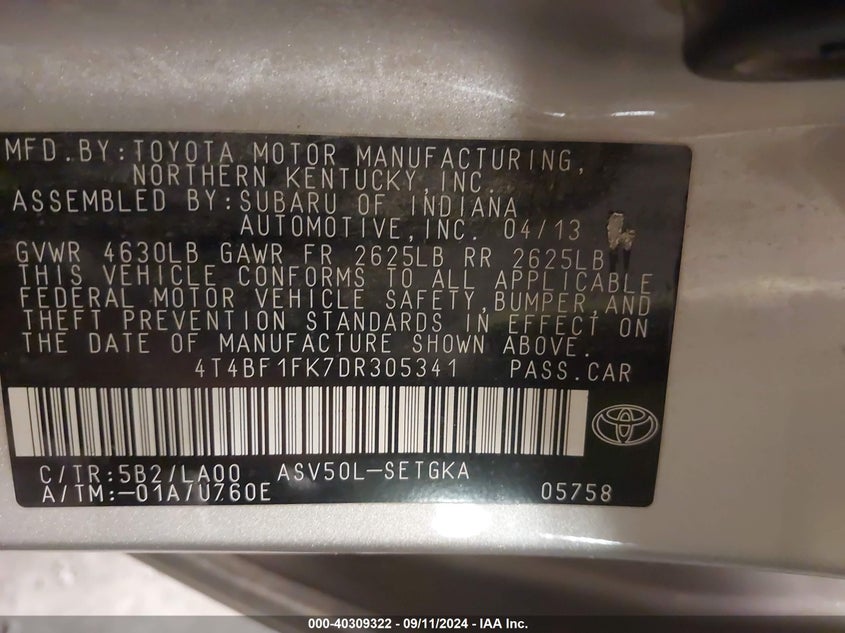 MFD.BY:TOYOTA MOTOR MANUFACTURING,
NORTHERN KENTUCKY,INC.
ASSEMBLED BY:SUBARU OF INDIANA
AUTOMOTIVE,INC. 04/13
GVWR 4630LB GAWR FR 2625LB RR 2625LB
THIS VEHICLE CONFORMS TO ALL APPLICABLE
FEDERAL MOTOR VEHICLE SAFETY,BUMPER,AND
THEFT PREVENTION STANDARDS IN EFFECT ON
THE DATE OF MANUFACTURE SHOWN ABOVE.
4T4BF1FK7DR305341 PASS.CAR
C/TR:5B2/LA00 ASV50L-SETGKA
A/TM:-01A/U760E 05758
000-40309322 - 09/11/2024 - IAA Inc.